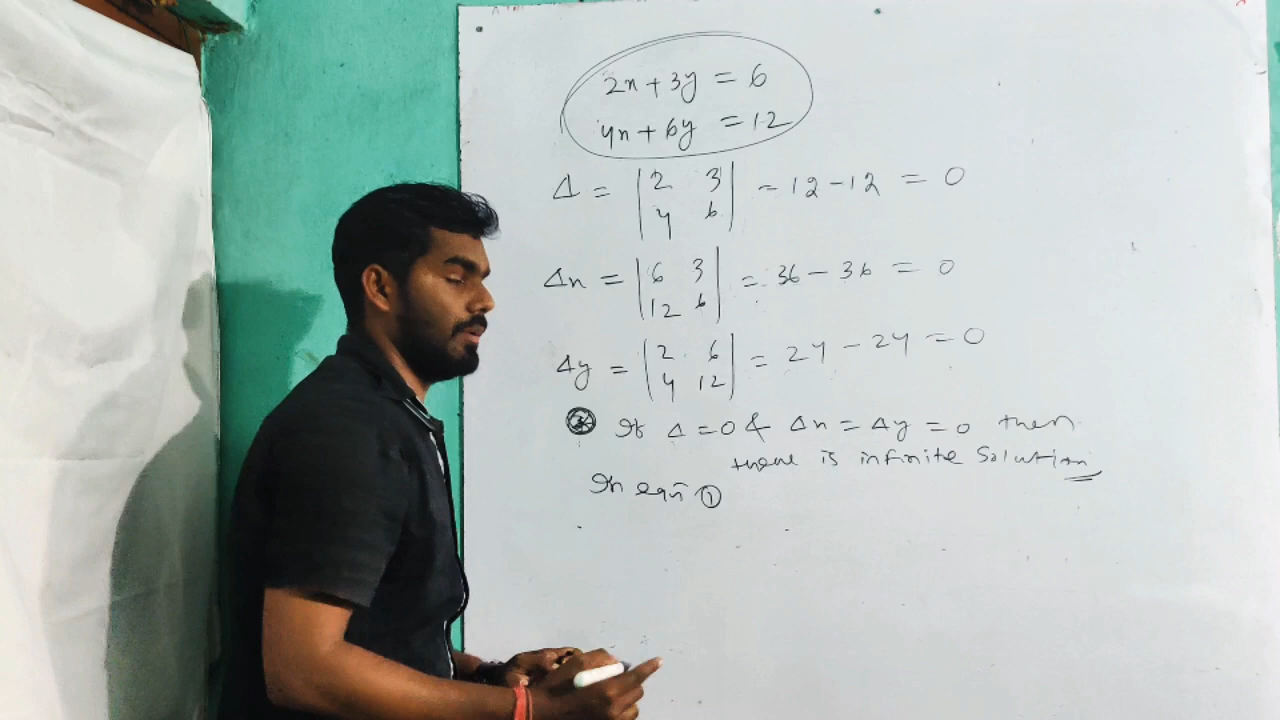 2x + 3y = 6
4x + 6y = 12
Δ = |2 3| = 12 - 12 = 0
|4 6|
Δx = |6 3| = 36 - 36 = 0
|12 6|
Δy = |2 6| = 24 - 24 = 0
|4 12|
If Δ = 0 & Δx = Δy = 0 then
there is infinite Solution
In eqn ①